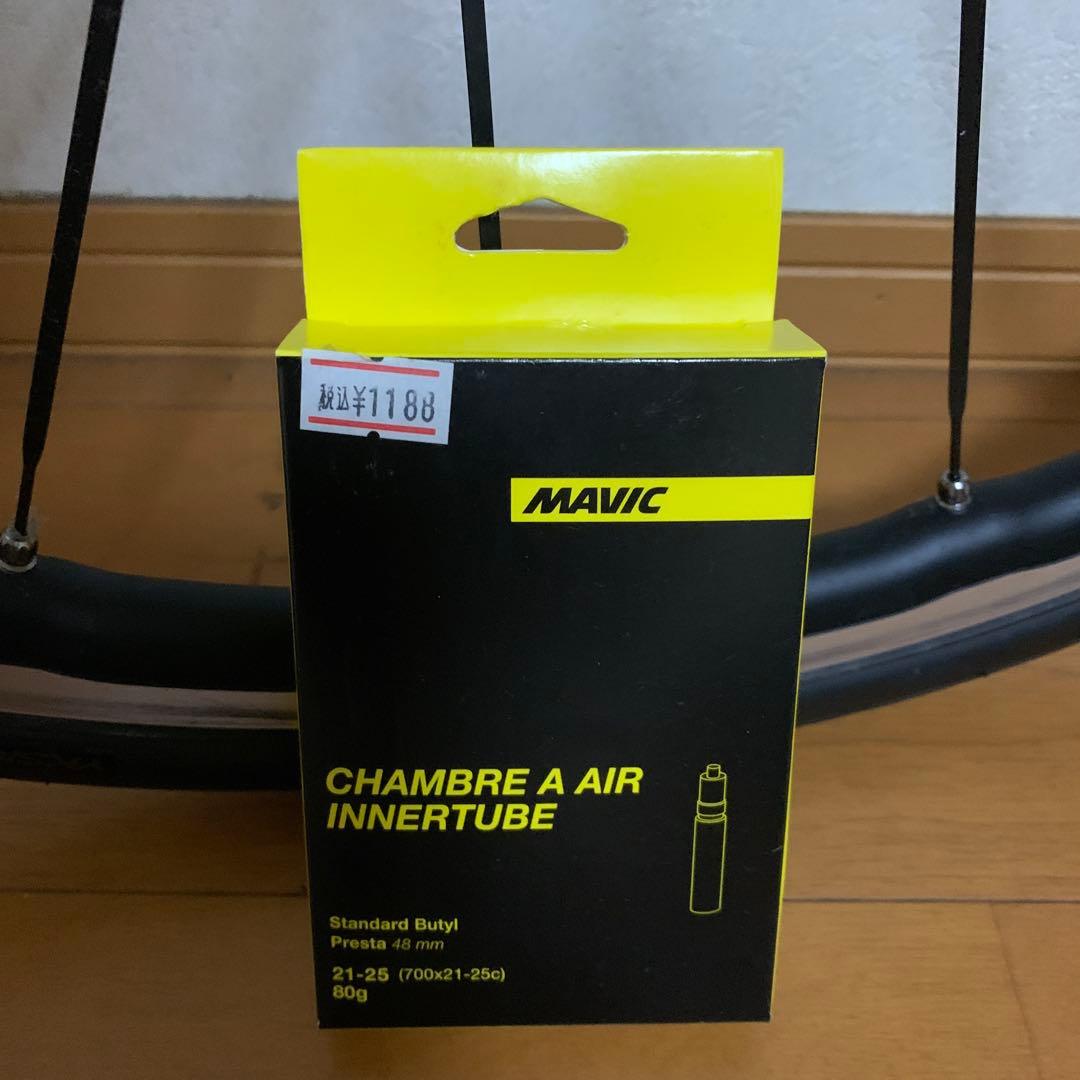 税込¥1188
MAVIC
CHAMBRE A AIR
INNERTUBE
Standard Butyl
Presta 48 mm
21-25 (700x21-25c)
80g